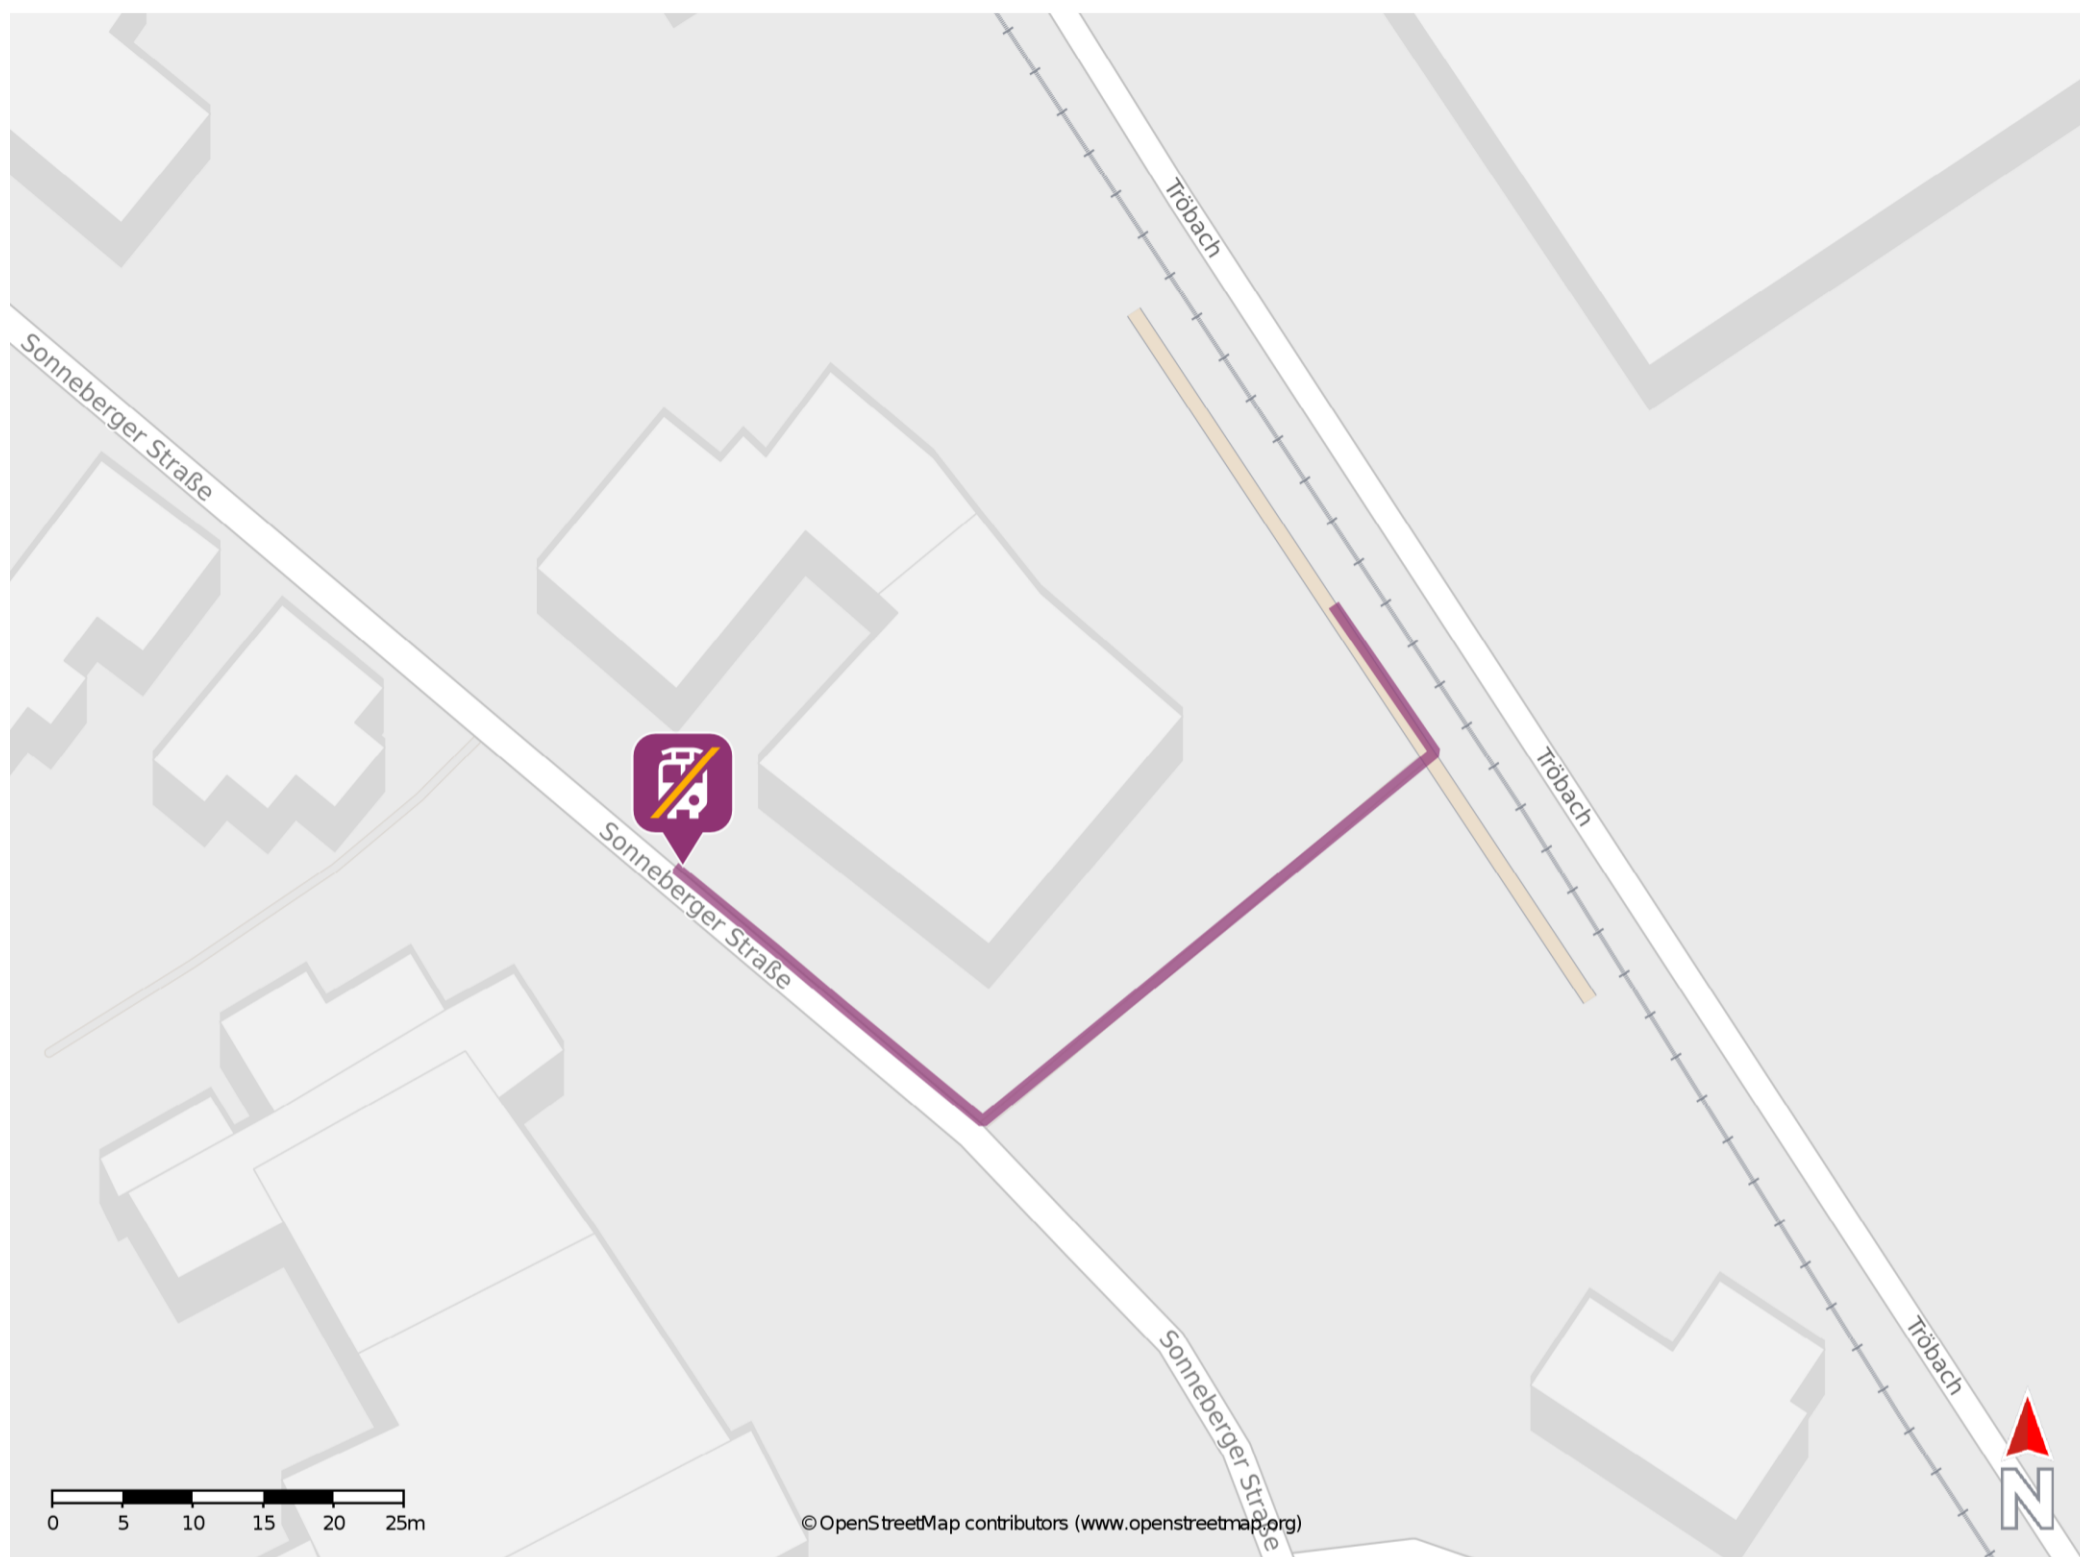 Tröbach
Sonneberger Straße
Tröbach
Sonneberger Straße
Tröbach
Sonneberger Straße
N
0 5 10 15 20 25m
©OpenStreetMap contributors (www.openstreetmap.org)